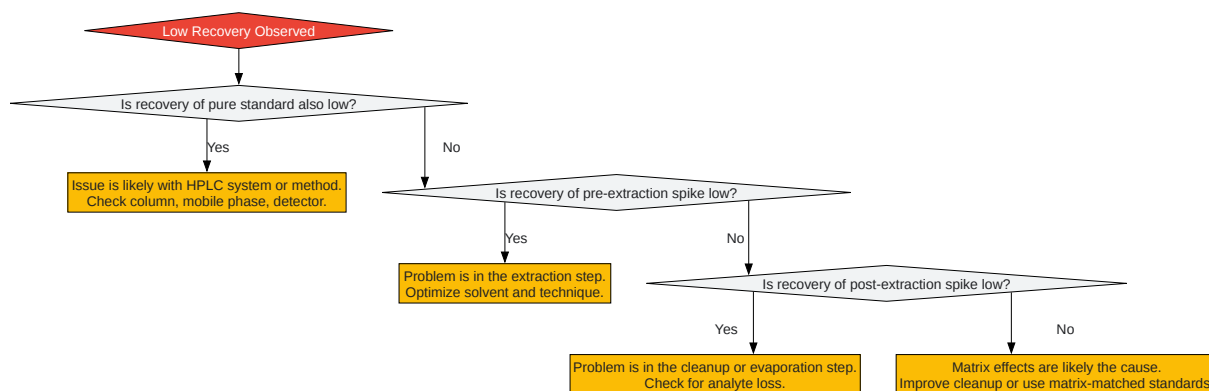 Low Recovery Observed
Is recovery of pure standard also low?
Yes
No
Issue is likely with HPLC system or method.
Check column, mobile phase, detector.
Is recovery of pre-extraction spike low?
Yes
No
Problem is in the extraction step.
Optimize solvent and technique.
Is recovery of post-extraction spike low?
Yes
No
Problem is in the cleanup or evaporation step.
Check for analyte loss.
Matrix effects are likely the cause.
Improve cleanup or use matrix-matched standards